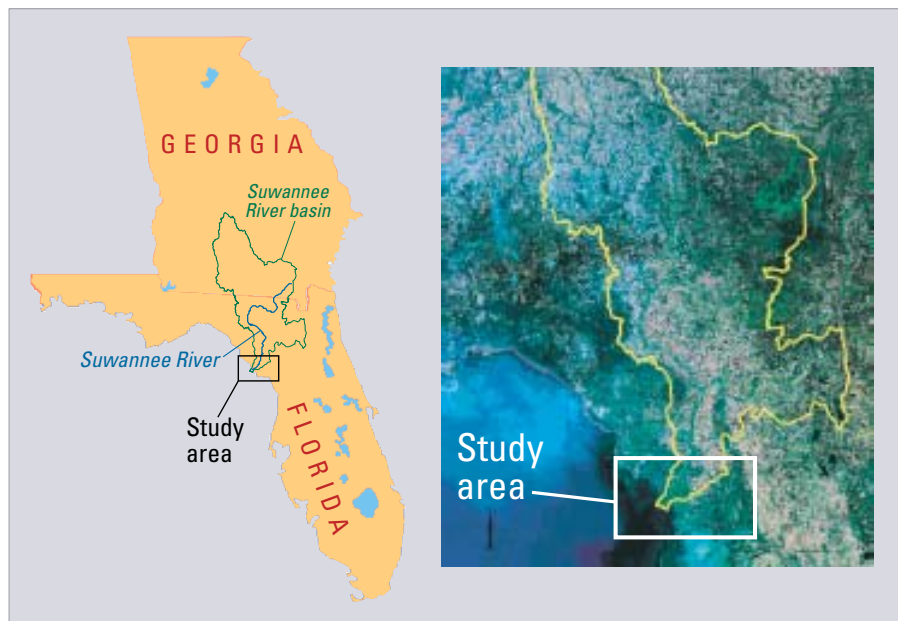 GEORGIA
Suwannee
River basin
Suwannee River
Study
area
FLORIDA
Study
area